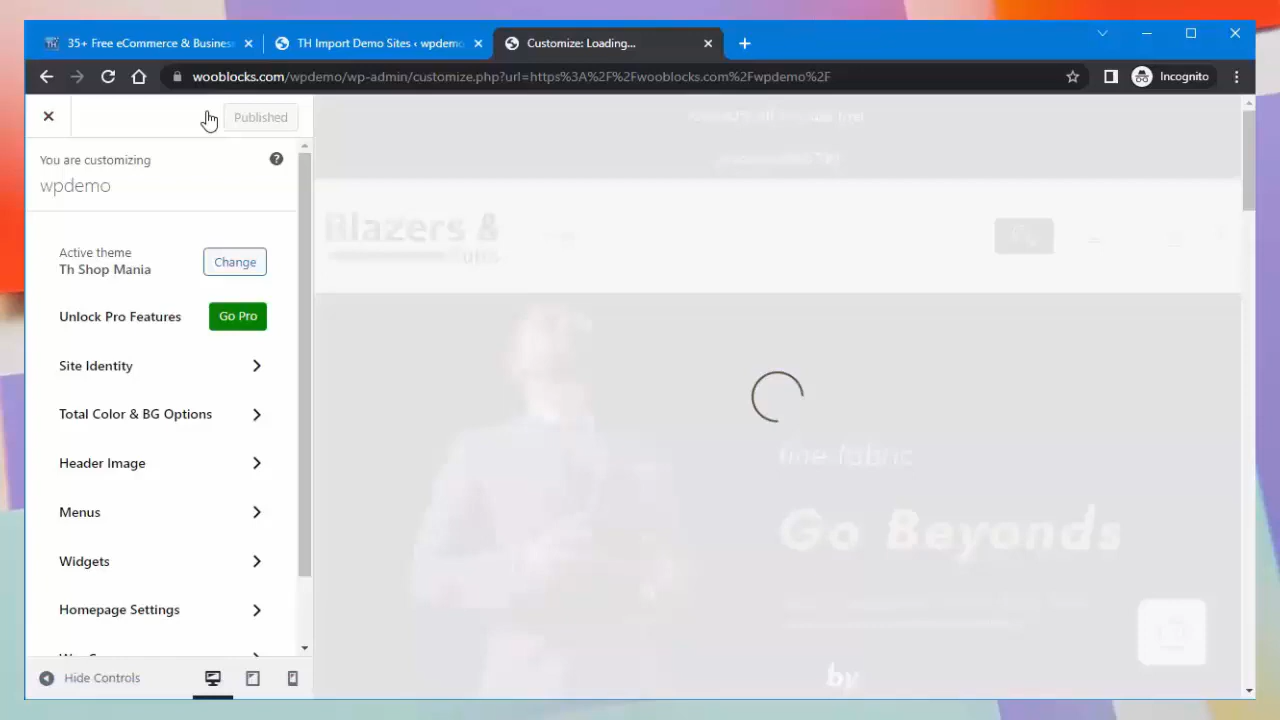 35+ Free eCommerce & Busines
TH Import Demo Sites ‹ wpdemo
Customize: Loading...
wooblocks.com/wpdemo/wp-admin/customize.php?url=https%3A%2F%2Fwooblocks.com%2Fwpdemo%2F
Incognito
Published
You are customizing
wpdemo
Active theme
Th Shop Mania
Change
Unlock Pro Features
Go Pro
Site Identity
Total Color & BG Options
Header Image
Menus
Widgets
Homepage Settings
Hide Controls
Blazers &
fine-fabric
Go Beyonds
by